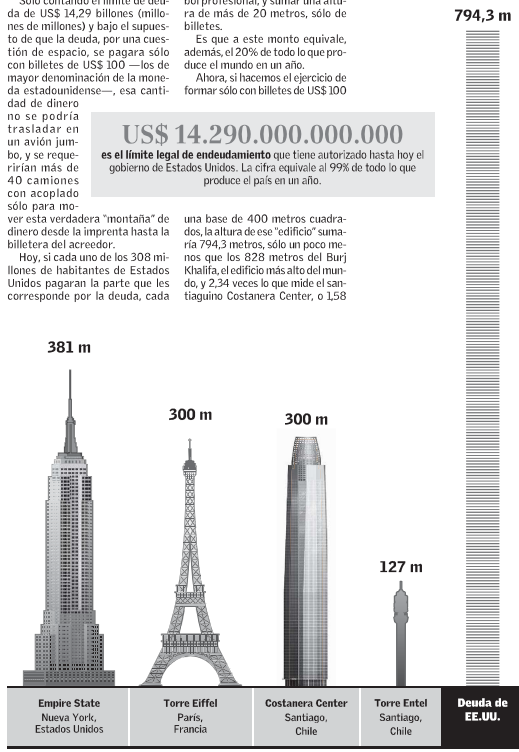 Sólo contando el límite de deu-
da de US$ 14,29 billones (millo-
nes de millones) y bajo el supues-
to de que la deuda, por una cues-
tión de espacio, se pagara sólo
con billetes de US$ 100 —los de
mayor denominación de la mone-
da estadounidense—, esa canti-
dad de dinero
no se podría
trasladar en
un avión jum-
bo, y se reque-
rirían más de
40 camiones
con acoplado
sólo para mo-
ver esta verdadera "montaña" de
dinero desde la imprenta hasta la
billetera del acreedor.
Hoy, si cada uno de los 308 mi-
llones de habitantes de Estados
Unidos pagaran la parte que les
corresponde por la deuda, cada
bol profesional, y sumar una altu-
ra de más de 20 metros, sólo de
billetes.
Es que a este monto equivale,
además, el 20% de todo lo que pro-
duce el mundo en un año.
Ahora, si hacemos el ejercicio de
formar sólo con billetes de US$ 100
una base de 400 metros cuadra-
dos, la altura de ese "edificio" suma-
ría 794,3 metros, sólo un poco me-
nos que los 828 metros del Burj
Khalifa, el edificio más alto del mun-
do, y 2,34 veces lo que mide el san-
tiaguino Costanera Center, o 1,58
US$ 14.290.000.000.000
es el límite legal de endeudamiento que tiene autorizado hasta hoy el
gobierno de Estados Unidos. La cifra equivale al 99% de todo lo que
produce el país en un año.
794,3 m
381 m
300 m
300 m
127 m
Empire State
Nueva York,
Estados Unidos
Torre Eiffel
París,
Francia
Costanera Center
Santiago,
Chile
Torre Entel
Santiago,
Chile
Deuda de
EE.UU.